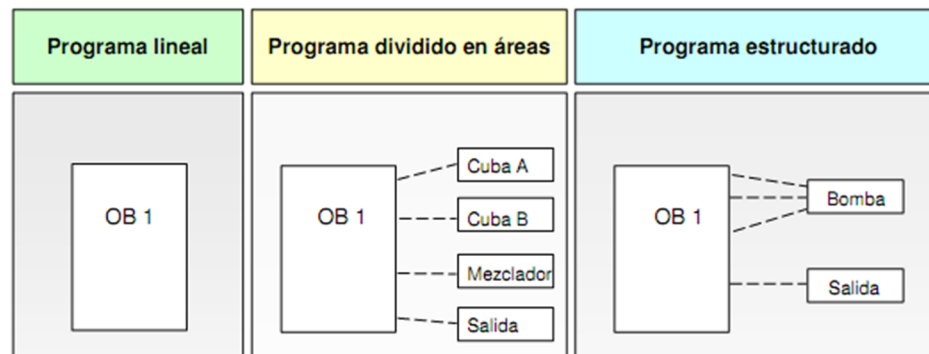 Programa lineal
Programa dividido en áreas
Programa estructurado
OB 1
OB 1
Cuba A
Cuba B
Mezclador
Salida
OB 1
Bomba
Salida